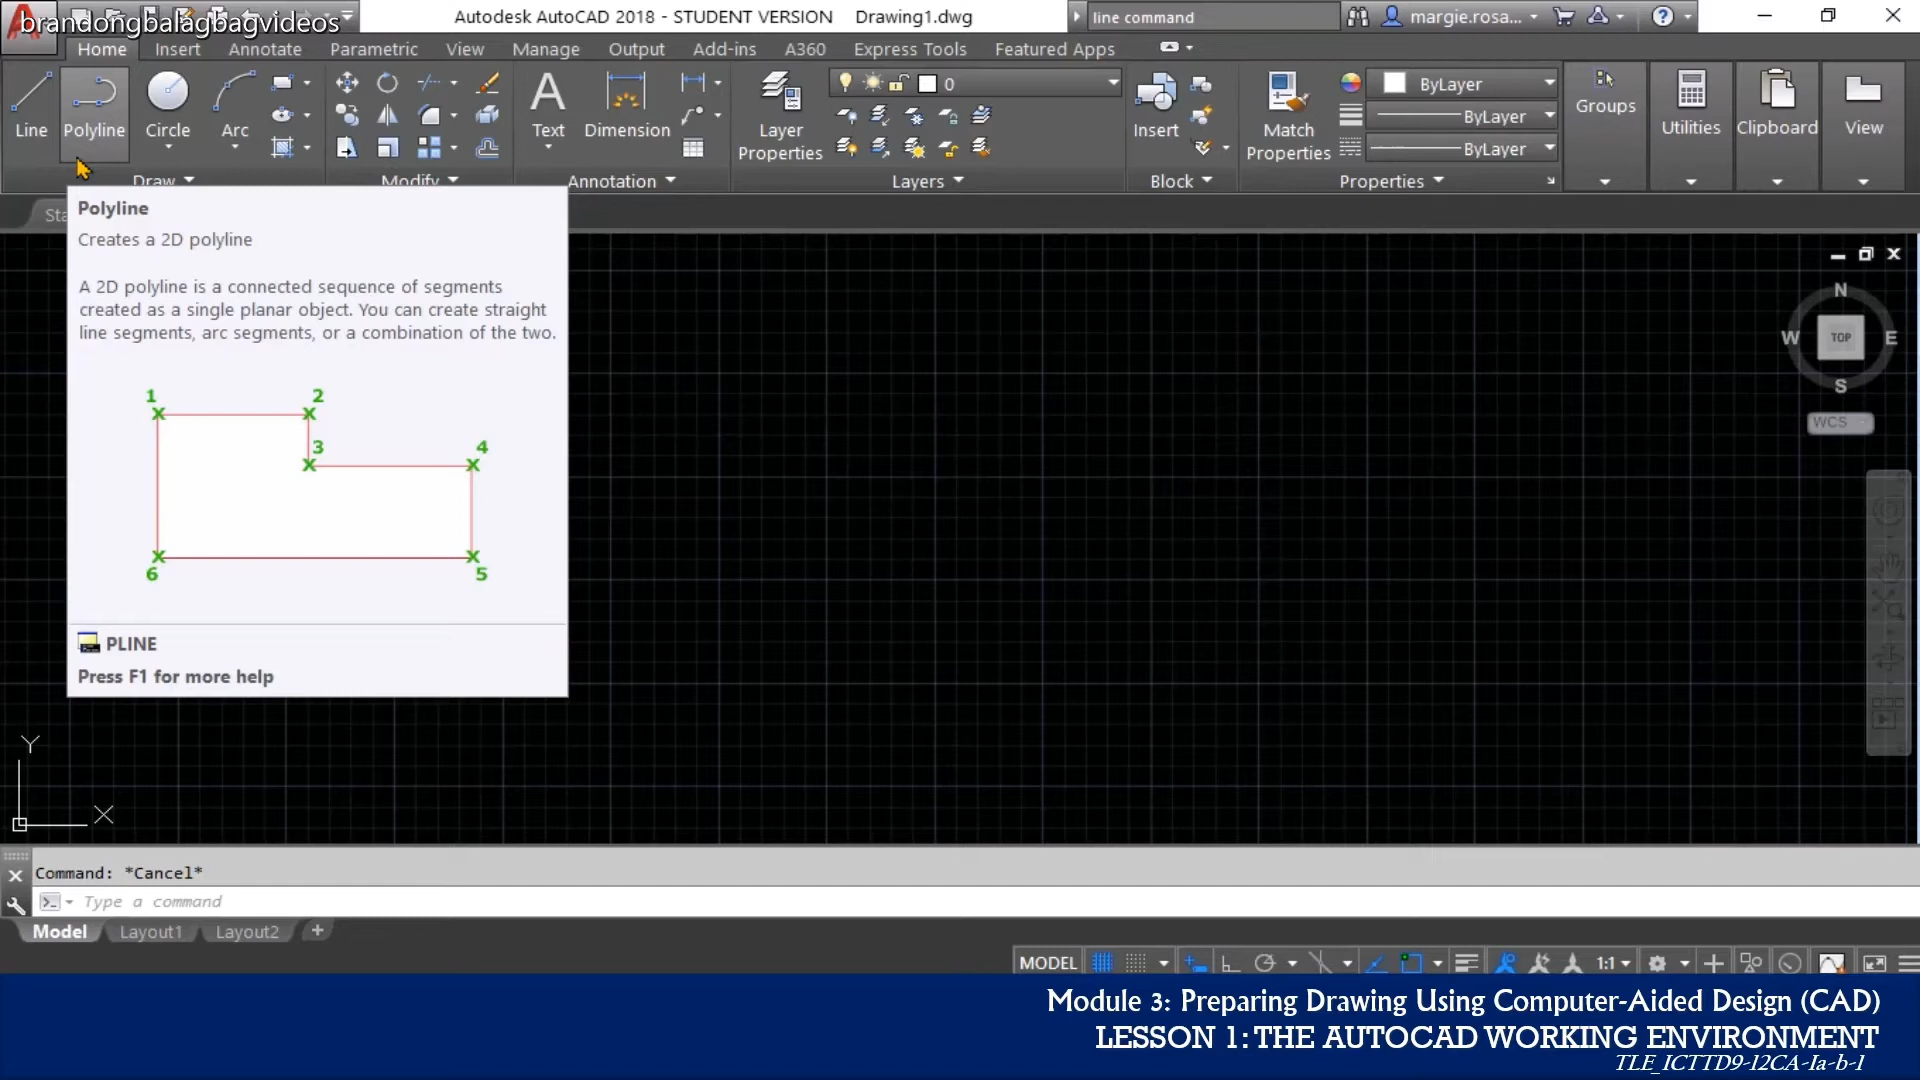 brandongbalagbagvideos
Autodesk AutoCAD 2018 - STUDENT VERSION Drawing1.dwg
line command
margie.rosa...
Home Insert Annotate Parametric View Manage Output Add-ins A360 Express Tools Featured Apps
Line Polyline Circle Arc
Text Dimension
Layer Properties
0
Insert
Match Properties
ByLayer
ByLayer
ByLayer
Groups Utilities Clipboard View
Draw Modify Annotation Layers Block Properties
Sta
Polyline
Creates a 2D polyline
A 2D polyline is a connected sequence of segments
created as a single planar object. You can create straight
line segments, arc segments, or a combination of the two.
1 2
3 4
6 5
PLINE
Press F1 for more help
N
W TOP E
S
WCS
Y
X
Command: *Cancel*
Type a command
Model Layout1 Layout2 +
MODEL 1:1
Module 3: Preparing Drawing Using Computer-Aided Design (CAD)
LESSON 1: THE AUTOCAD WORKING ENVIRONMENT
TLE_ICTTD9-12CA-Ia-b-1